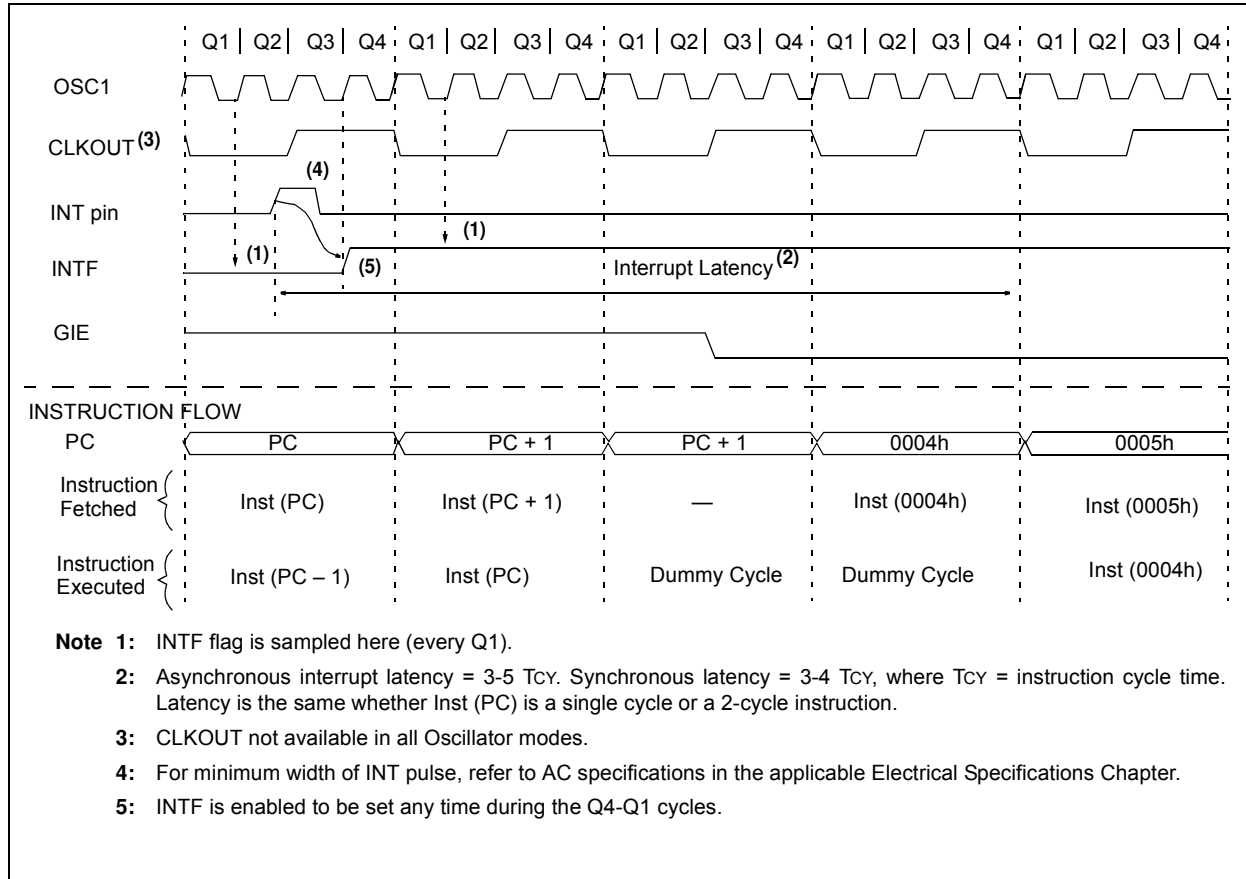 Q1 | Q2 | Q3 | Q4 Q1 | Q2 | Q3 | Q4 Q1 | Q2 | Q3 | Q4 Q1 | Q2 | Q3 | Q4 Q1 | Q2 | Q3 | Q4
OSC1
CLKOUT (3)
(4)
INT pin
(1)
(1)
INTF
(5)
Interrupt Latency (2)
GIE
INSTRUCTION FLOW
PC PC PC + 1 PC + 1 0004h 0005h
Instruction
Fetched
Inst (PC) Inst (PC + 1) — Inst (0004h) Inst (0005h)
Instruction
Executed
Inst (PC – 1) Inst (PC) Dummy Cycle Dummy Cycle Inst (0004h)
Note 1: INTF flag is sampled here (every Q1).
2: Asynchronous interrupt latency = 3-5 TCY. Synchronous latency = 3-4 TCY, where TCY = instruction cycle time.
Latency is the same whether Inst (PC) is a single cycle or a 2-cycle instruction.
3: CLKOUT not available in all Oscillator modes.
4: For minimum width of INT pulse, refer to AC specifications in the applicable Electrical Specifications Chapter.
5: INTF is enabled to be set any time during the Q4-Q1 cycles.